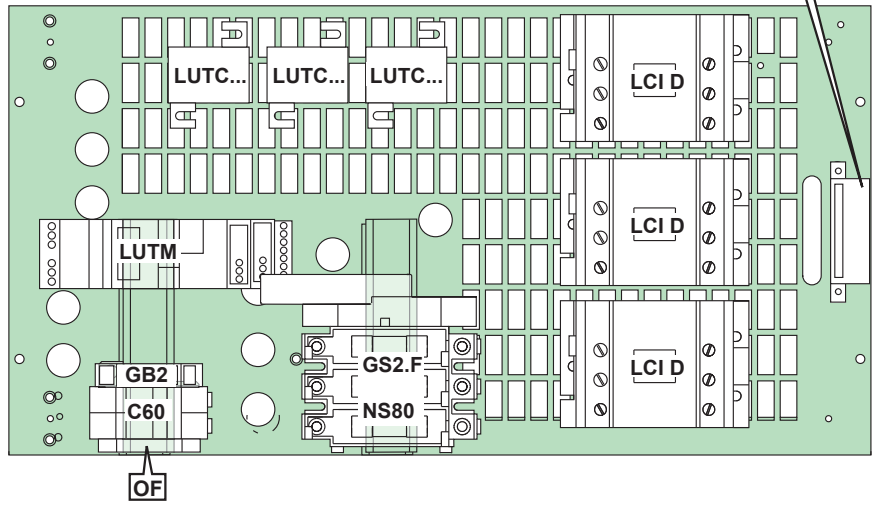 LUTC... LUTC... LUTC...
LCI D
LUTM
LCI D
GB2
GS2.F
LCI D
C60
NS80
OF